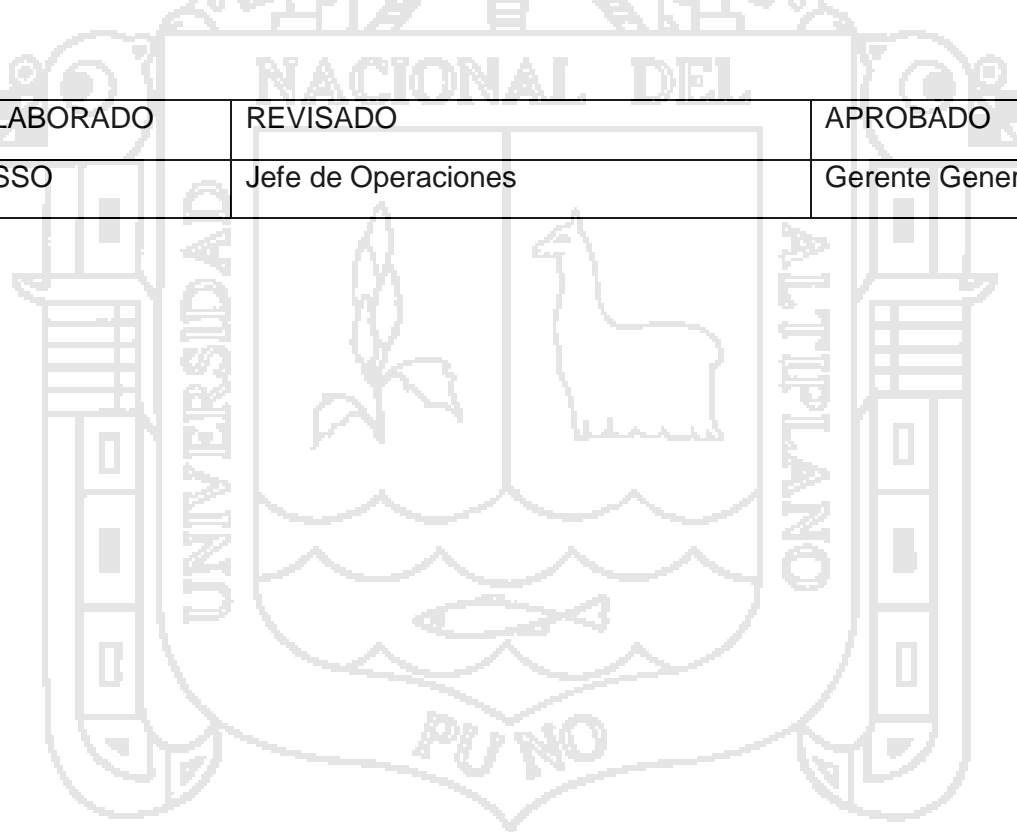 NACIONAL DEL
LABORADO REVISADO APROBADO
SSO Jefe de Operaciones Gerente Gener
UNIVERSIDAD
ALTIPLANO
PUNO